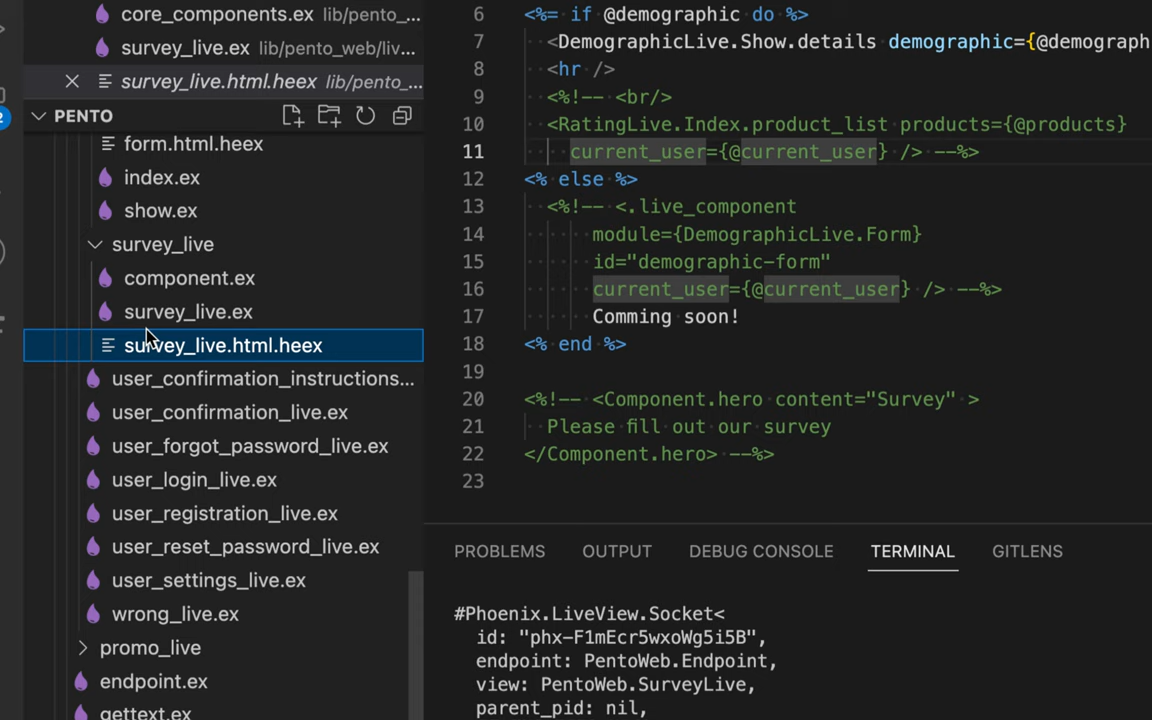 core_components.ex lib/pento_...
survey_live.ex lib/pento_web/liv...
survey_live.html.heex lib/pento_...
PENTO
form.html.heex
index.ex
show.ex
survey_live
component.ex
survey_live.ex
survey_live.html.heex
user_confirmation_instructions...
user_confirmation_live.ex
user_forgot_password_live.ex
user_login_live.ex
user_registration_live.ex
user_reset_password_live.ex
user_settings_live.ex
wrong_live.ex
promo_live
endpoint.ex
gettext.ex
6 <%= if @demographic do %>
7 <DemographicLive.Show.details demographic={@demograph
8 <hr />
9 <%!-- <br/>
10 <RatingLive.Index.product_list products={@products}
11 current_user={@current_user} /> --%>
12 <% else %>
13 <%!-- <.live_component
14 module={DemographicLive.Form}
15 id="demographic-form"
16 current_user={@current_user} /> --%>
17 Comming soon!
18 <% end %>
19
20 <%!-- <Component.hero content="Survey" >
21 Please fill out our survey
22 </Component.hero> --%>
23
PROBLEMS OUTPUT DEBUG CONSOLE TERMINAL GITLENS
#Phoenix.LiveView.Socket<
id: "phx-F1mEcr5wxoWg5i5B",
endpoint: PentoWeb.Endpoint,
view: PentoWeb.SurveyLive,
parent_pid: nil,